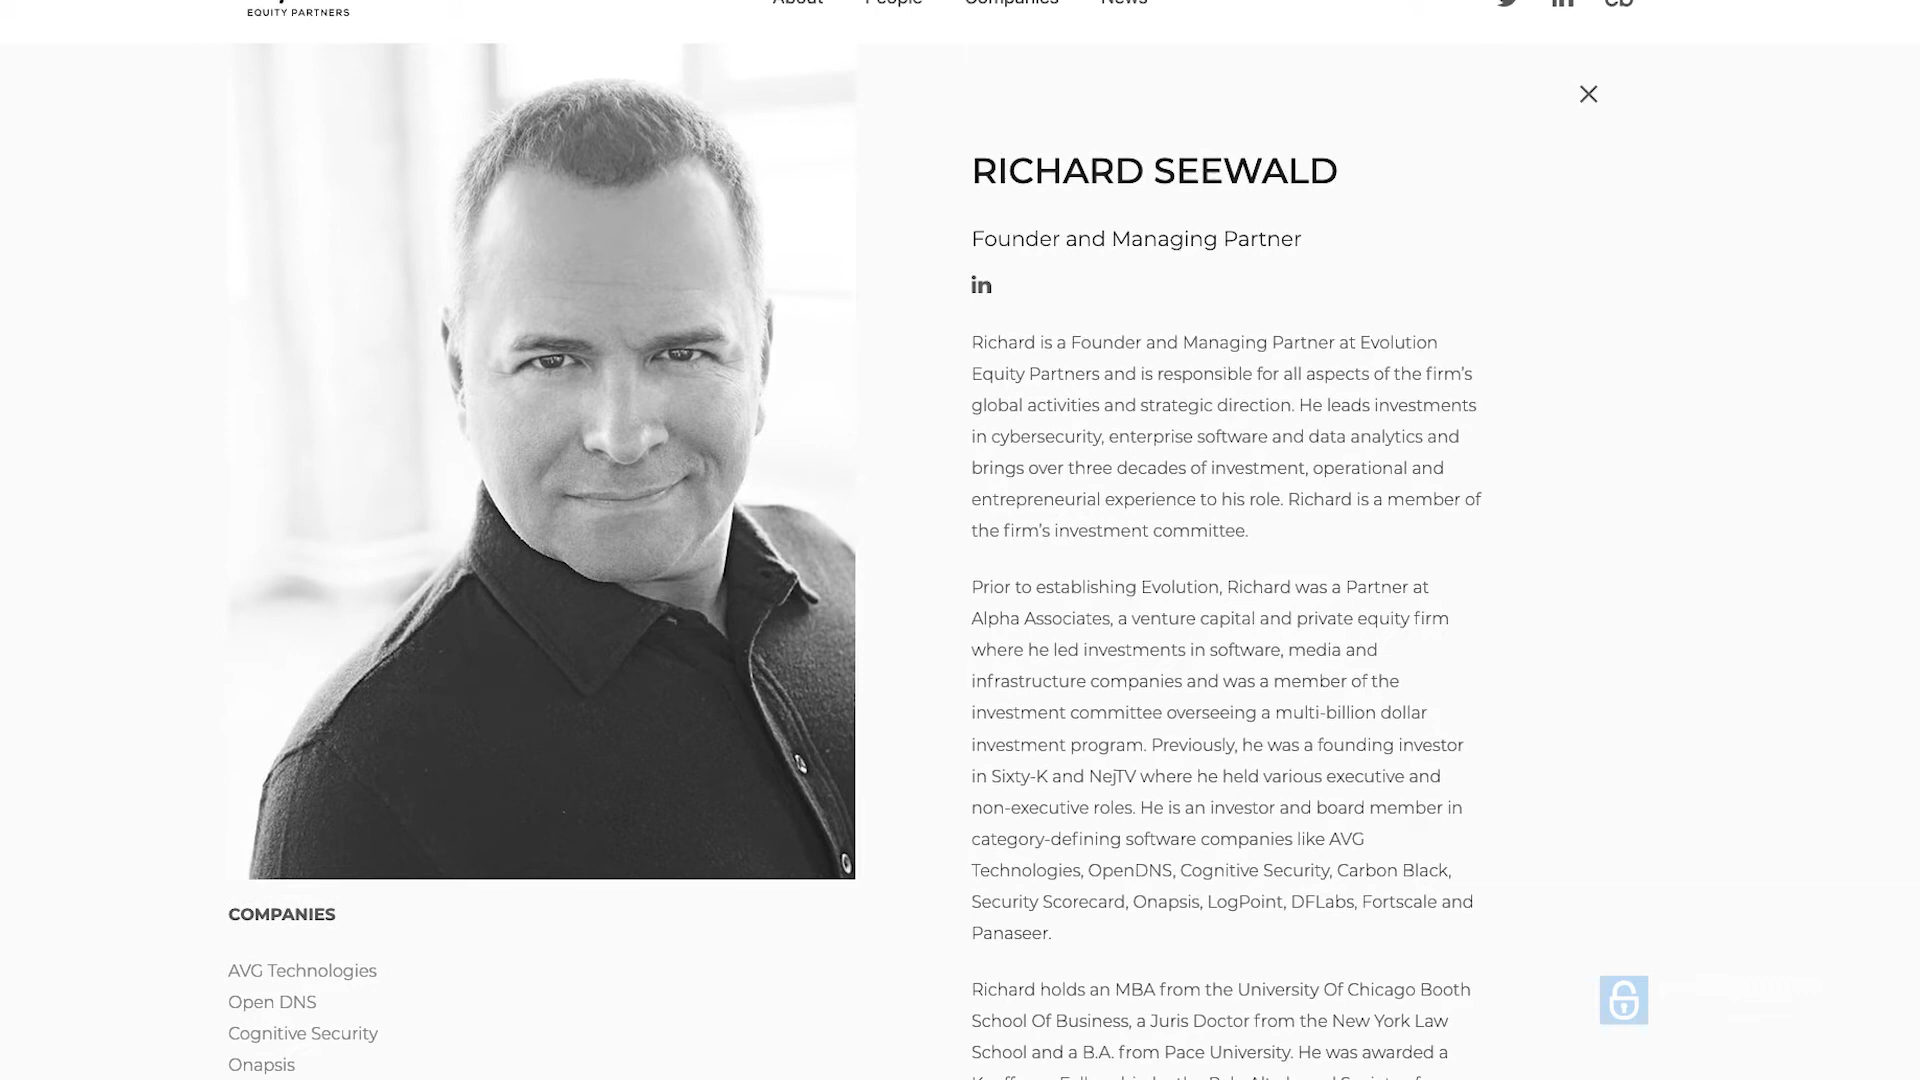 EQUITY PARTNERS
About People Companies News
RICHARD SEEWALD
Founder and Managing Partner
in
Richard is a Founder and Managing Partner at Evolution
Equity Partners and is responsible for all aspects of the firm's
global activities and strategic direction. He leads investments
in cybersecurity, enterprise software and data analytics and
brings over three decades of investment, operational and
entrepreneurial experience to his role. Richard is a member of
the firm's investment committee.
Prior to establishing Evolution, Richard was a Partner at
Alpha Associates, a venture capital and private equity firm
where he led investments in software, media and
infrastructure companies and was a member of the
investment committee overseeing a multi-billion dollar
investment program. Previously, he was a founding investor
in Sixty-K and NejTV where he held various executive and
non-executive roles. He is an investor and board member in
category-defining software companies like AVG
Technologies, OpenDNS, Cognitive Security, Carbon Black,
Security Scorecard, Onapsis, LogPoint, DFLabs, Fortscale and
Panaseer.
Richard holds an MBA from the University Of Chicago Booth
School Of Business, a Juris Doctor from the New York Law
School and a B.A. from Pace University. He was awarded a
COMPANIES
AVG Technologies
Open DNS
Cognitive Security
Onapsis